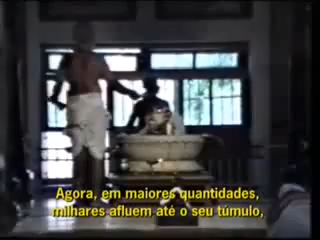 Agora, em maiores quantidades,
milhares afluem até o seu túmulo,